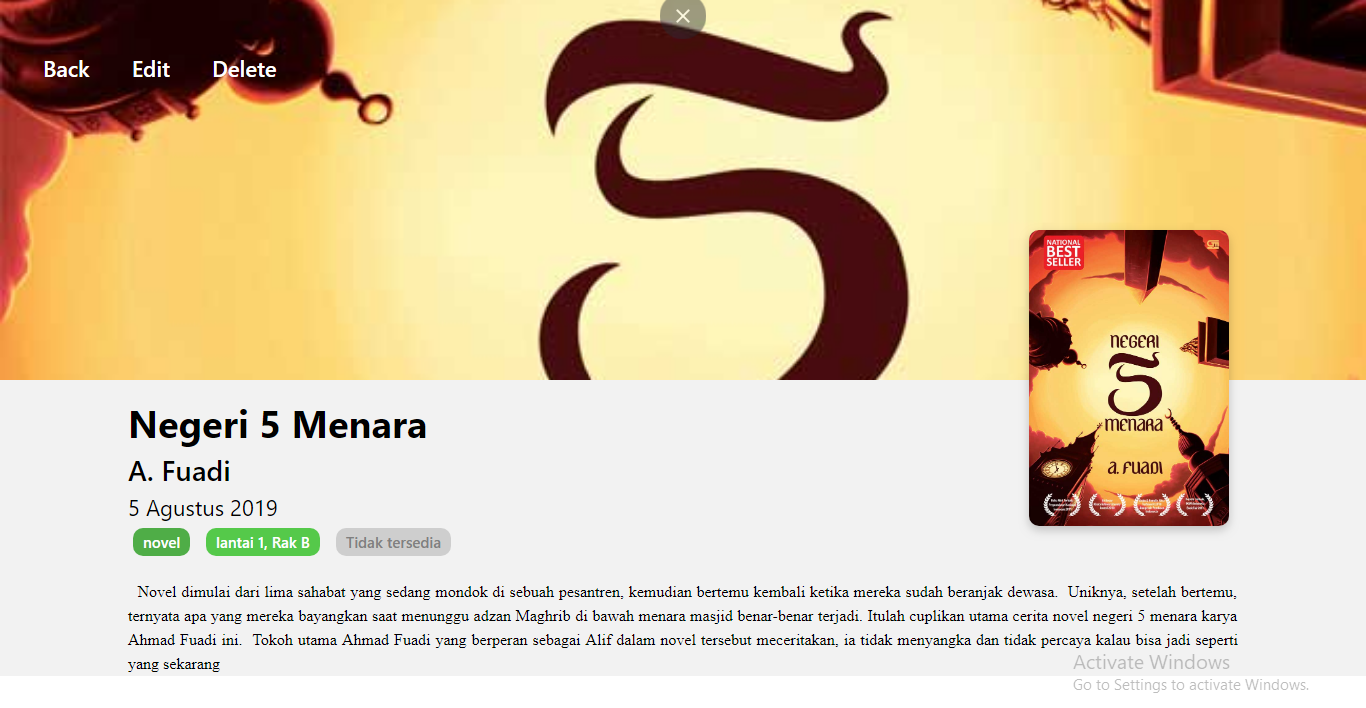 Back Edit Delete
NATIONAL
BEST
SELLER
NEGERI
5
MENARA
A. FUADI
Negeri 5 Menara
A. Fuadi
5 Agustus 2019
novel lantai 1, Rak B Tidak tersedia
Novel dimulai dari lima sahabat yang sedang mondok di sebuah pesantren, kemudian bertemu kembali ketika mereka sudah beranjak dewasa. Uniknya, setelah bertemu,
ternyata apa yang mereka bayangkan saat menunggu adzan Maghrib di bawah menara masjid benar-benar terjadi. Itulah cuplikan utama cerita novel negeri 5 menara karya
Ahmad Fuadi ini. Tokoh utama Ahmad Fuadi yang berperan sebagai Alif dalam novel tersebut meceritakan, ia tidak menyangka dan tidak percaya kalau bisa jadi seperti
yang sekarang
Activate Windows
Go to Settings to activate Windows.